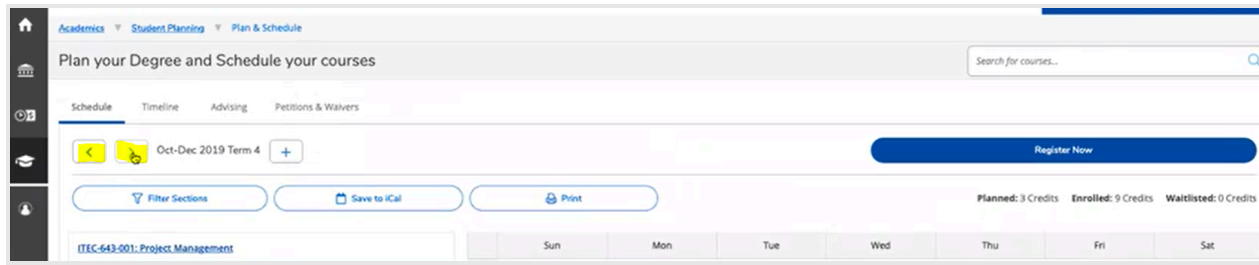 Academics Student Planning Plan & Schedule
Plan your Degree and Schedule your courses
Search for courses...
Schedule Timeline Advising Petitions & Waivers
Oct-Dec 2019 Term 4 +
Register Now
Filter Sections Save to iCal Print Planned: 3 Credits Enrolled: 9 Credits Waitlisted: 0 Credits
ITEC-643-001: Project Management Sun Mon Tue Wed Thu Fri Sat